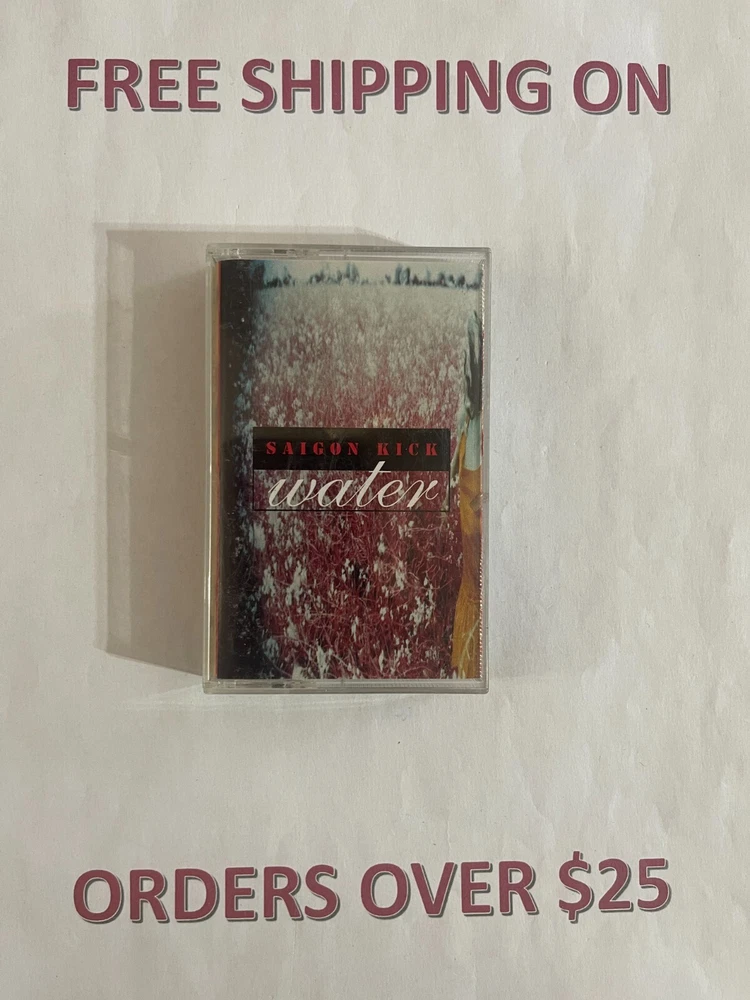 FREE SHIPPING ON
SAIGON KICK
water
ORDERS OVER $25